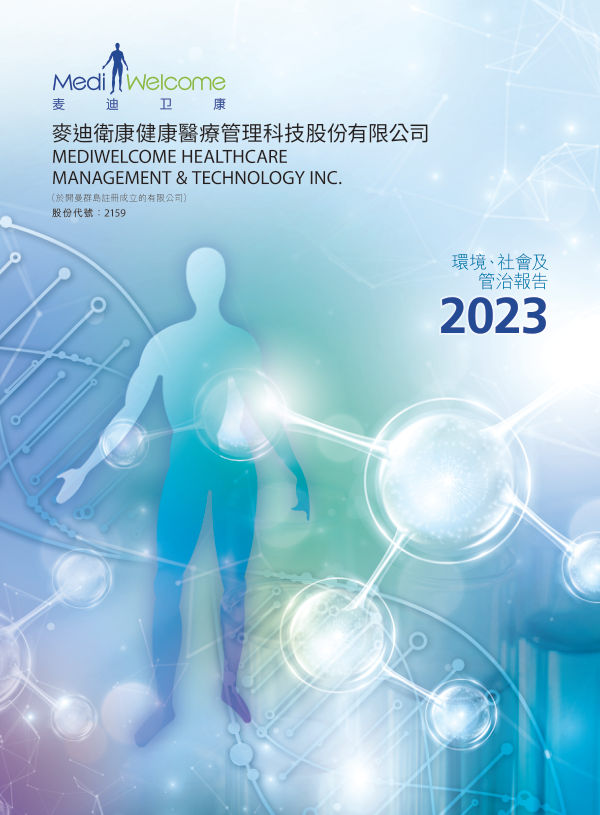 Medi Welcome
麦迪卫康
麥迪衛康健康醫療管理科技股份有限公司
MEDIWELCOME HEALTHCARE
MANAGEMENT & TECHNOLOGY INC.
(於開曼群島註冊成立的有限公司)
股份代號：2159
環境、社會及
管治報告
2023